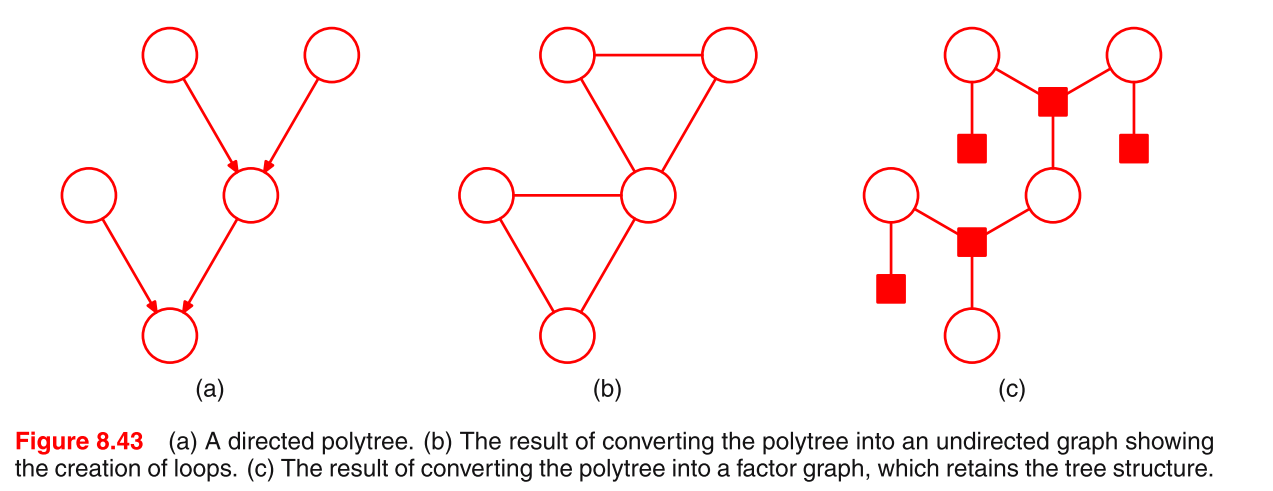 (a) (b) (c)
Figure 8.43 (a) A directed polytree. (b) The result of converting the polytree into an undirected graph showing
the creation of loops. (c) The result of converting the polytree into a factor graph, which retains the tree structure.